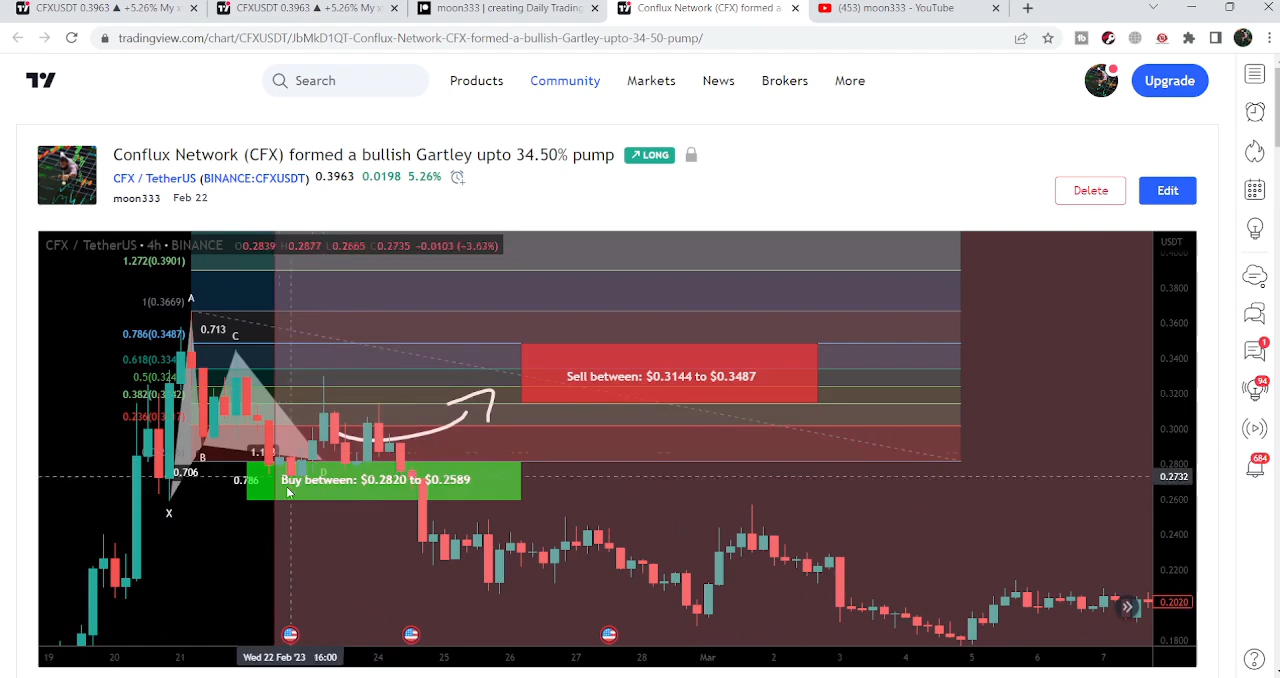 CFXUSDT 0.3963 ▲ +5.26% My x
CFXUSDT 0.3963 ▲ +5.26% My x
moon333 | creating Daily Trading
Conflux Network (CFX) formed a
(453) moon333 - YouTube
tradingview.com/chart/CFXUSDT/JbMkD1QT-Conflux-Network-CFX-formed-a-bullish-Gartley-upto-34-50-pump/
Search
Products
Community
Markets
News
Brokers
More
Upgrade
Conflux Network (CFX) formed a bullish Gartley upto 34.50% pump
LONG
CFX / TetherUS (BINANCE:CFXUSDT) 0.3963 0.0198 5.26%
moon333 Feb 22
Delete
Edit
CFX / TetherUS • 4h • BINANCE O0.2839 H0.2877 L0.2665 C0.2735 -0.0103 (-3.63%)
USDT
1.272(0.3901)
0.3800
1(0.3669)
A
0.3600
0.713
C
0.786(0.3487)
0.3400
0.618(0.334
0.5(0.324
Sell between: $0.3144 to $0.3487
0.382(0.3
0.3200
0.236(0.3
0.3000
B
0.2800
0.706
D
0.786
Buy between: $0.2820 to $0.2589
0.2732
0.2600
X
0.2400
0.2200
0.2020
0.1800
19
20
21
Wed 22 Feb '23 16:00
24
25
26
27
28
Mar
2
3
4
5
6
7
1
94
684